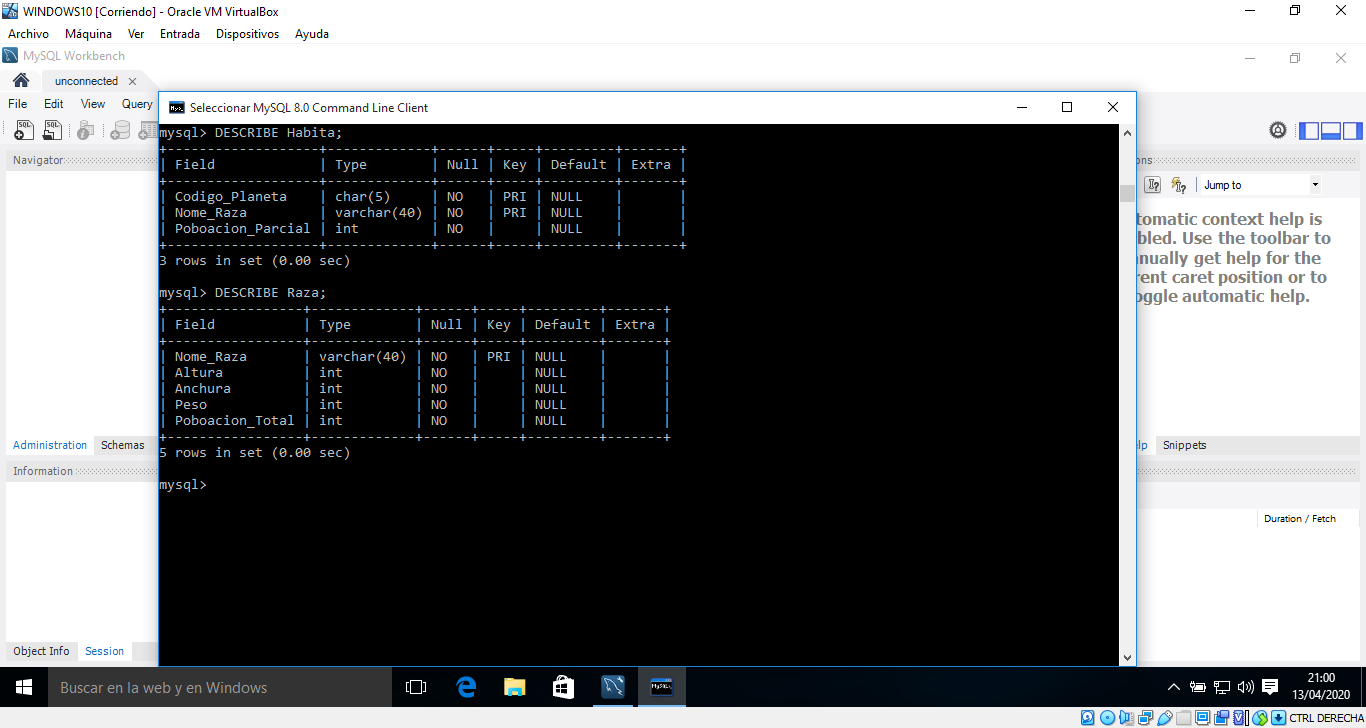 WINDOWS10 [Corriendo] - Oracle VM VirtualBox
Archivo Máquina Ver Entrada Dispositivos Ayuda
MySQL Workbench
unconnected
File Edit View Query
Seleccionar MySQL 8.0 Command Line Client
mysql> DESCRIBE Habita;
+-------------------+-------------+------+-----+---------+-------+
| Field | Type | Null | Key | Default | Extra |
+-------------------+-------------+------+-----+---------+-------+
| Codigo_Planeta | char(5) | NO | PRI | NULL | |
| Nome_Raza | varchar(40) | NO | PRI | NULL | |
| Poboacion_Parcial | int | NO | | NULL | |
+-------------------+-------------+------+-----+---------+-------+
3 rows in set (0.00 sec)
mysql> DESCRIBE Raza;
+-----------------+-------------+------+-----+---------+-------+
| Field | Type | Null | Key | Default | Extra |
+-----------------+-------------+------+-----+---------+-------+
| Nome_Raza | varchar(40) | NO | PRI | NULL | |
| Altura | int | NO | | NULL | |
| Anchura | int | NO | | NULL | |
| Peso | int | NO | | NULL | |
| Poboacion_Total | int | NO | | NULL | |
+-----------------+-------------+------+-----+---------+-------+
5 rows in set (0.00 sec)
mysql>
Navigator
Administration Schemas
Information
Object Info Session
ons
Jump to
tomatic context help is
bled. Use the toolbar to
nually get help for the
rent caret position or to
oggle automatic help.
lp Snippets
Duration / Fetch
Buscar en la web y en Windows
21:00
13/04/2020
CTRL DERECHA